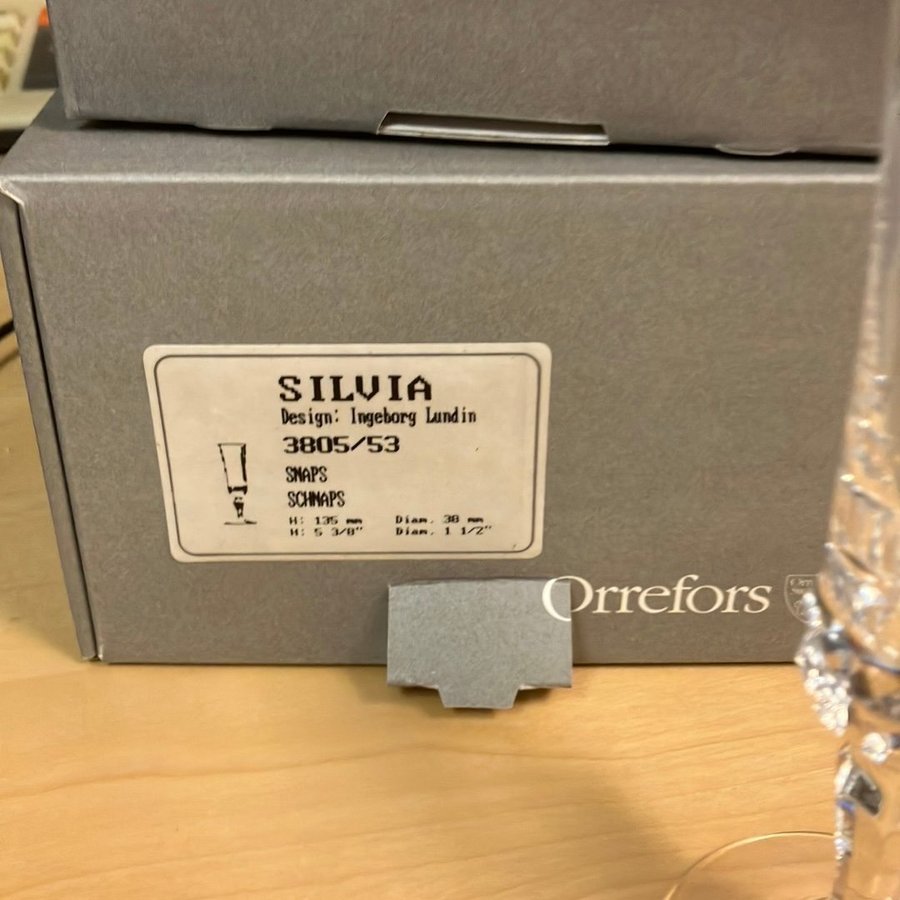 SILVIA
Design: Ingeborg Lundin
3805/53
SNAPS
SCHNAPS
H: 135 mm Diam. 38 mm
H: 5 3/8" Diam. 1 1/2"
Orrefors